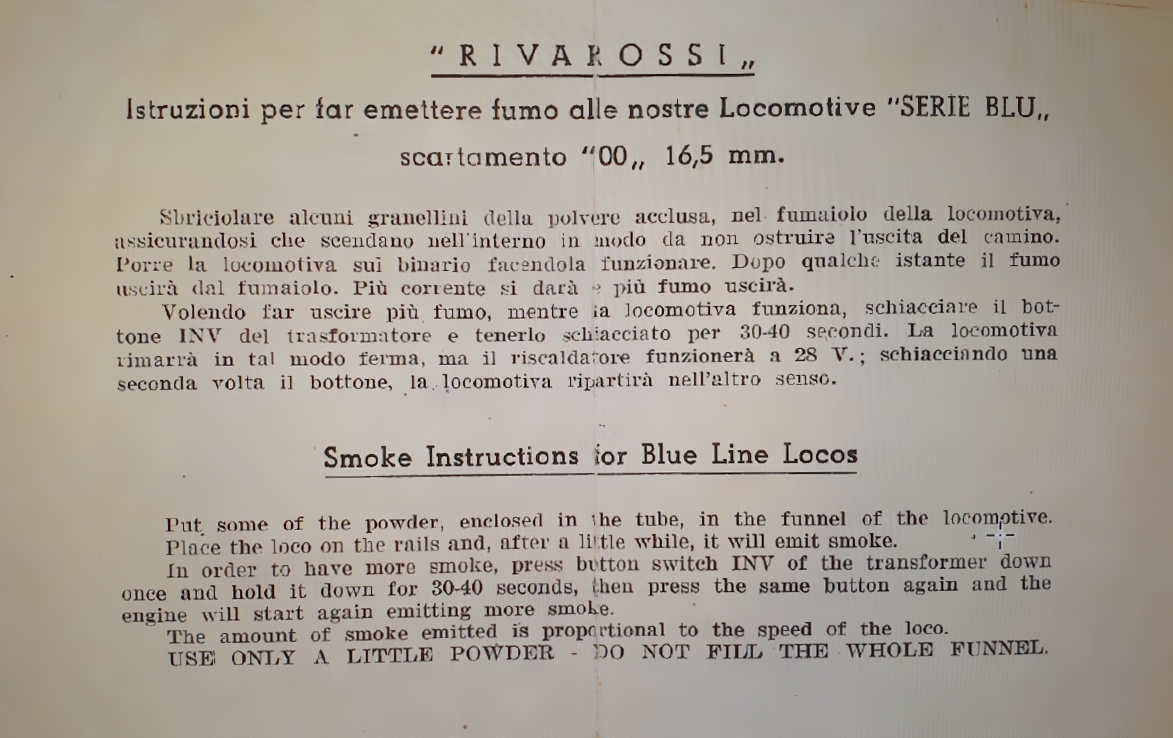 “ R I V A R O S S I „
Istruzioni per far emettere fumo alle nostre Locomotive "SERIE BLU„
scartamento “00„ 16,5 mm.
Sbriciolare alcuni granellini della polvere acclusa, nel fumaiolo della locomotiva,
assicurandosi che scendano nell'interno in modo da non ostruire l'uscita del camino.
Porre la locomotiva sui binario facendola funzionare. Dopo qualche istante il fumo
uscirà dal fumaiolo. Più corrente si darà e più fumo uscirà.
Volendo far uscire più fumo, mentre la locomotiva funziona, schiacciare il bot-
tone INV del trasformatore e tenerlo schiacciato per 30-40 secondi. La locomotiva
rimarrà in tal modo ferma, ma il riscaldatore funzionerà a 28 V.; schiacciando una
seconda volta il bottone, la locomotiva ripartirà nell'altro senso.
Smoke Instructions for Blue Line Locos
Put some of the powder, enclosed in the tube, in the funnel of the locomotive.
Place the loco on the rails and, after a little while, it will emit smoke.
In order to have more smoke, press button switch INV of the transformer down
once and hold it down for 30-40 seconds, then press the same button again and the
engine will start again emitting more smoke.
The amount of smoke emitted is proportional to the speed of the loco.
USE ONLY A LITTLE POWDER - DO NOT FILL THE WHOLE FUNNEL.